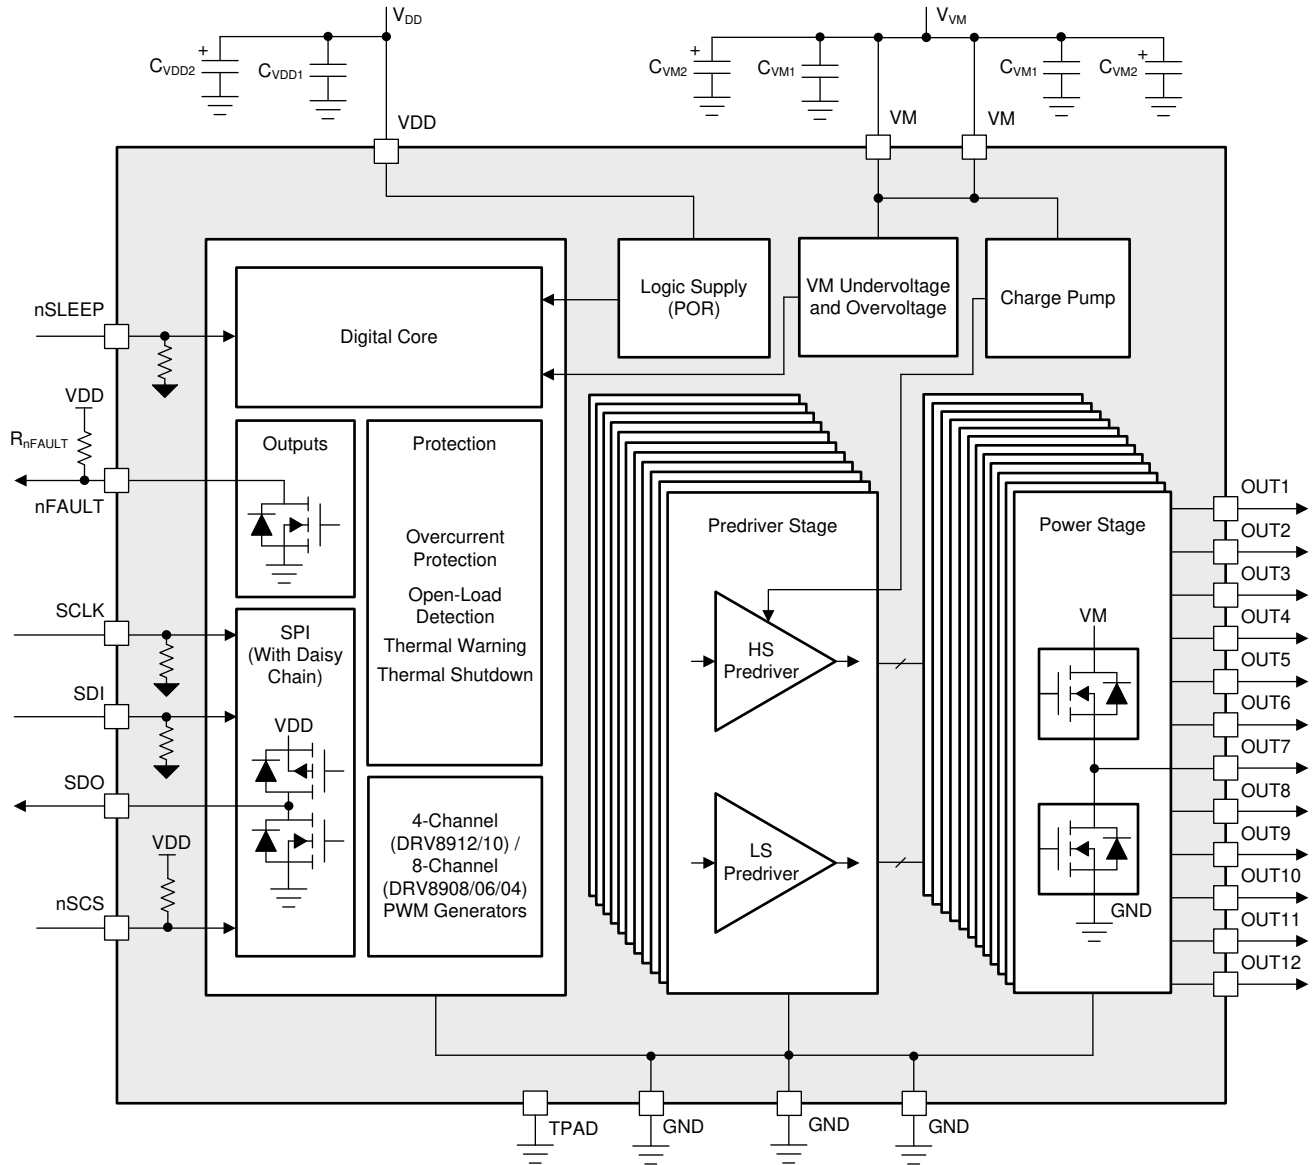 VDD
VVM
CVDD2
CVDD1
CVM2
CVM1
CVM1
CVM2
+
+
+
VDD
VM
VM
Logic Supply
(POR)
VM Undervoltage
and Overvoltage
Charge Pump
nSLEEP
Digital Core
VDD
RnFAULT
nFAULT
Outputs
Protection
Overcurrent
Protection
Open-Load
Detection
Thermal Warning
Thermal Shutdown
SCLK
SDI
SDO
VDD
nSCS
SPI
(With Daisy
Chain)
VDD
4-Channel
(DRV8912/10) /
8-Channel
(DRV8908/06/04)
PWM Generators
Predriver Stage
HS
Predriver
LS
Predriver
Power Stage
VM
GND
OUT1
OUT2
OUT3
OUT4
OUT5
OUT6
OUT7
OUT8
OUT9
OUT10
OUT11
OUT12
TPAD
GND
GND
GND